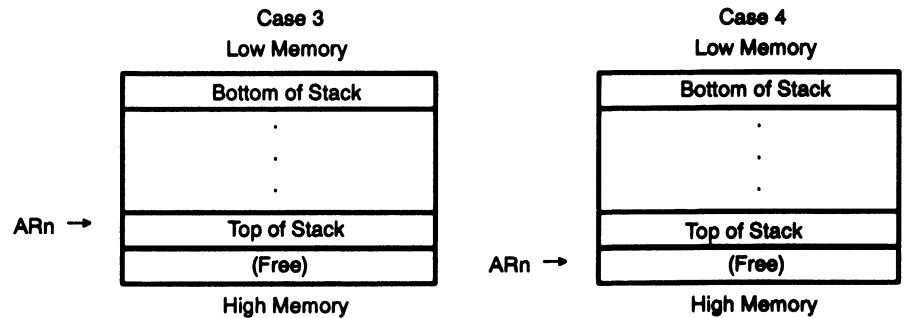 Case 3
Low Memory
Bottom of Stack
.
.
.
ARn →
Top of Stack
(Free)
High Memory
Case 4
Low Memory
Bottom of Stack
.
.
.
Top of Stack
ARn →
(Free)
High Memory